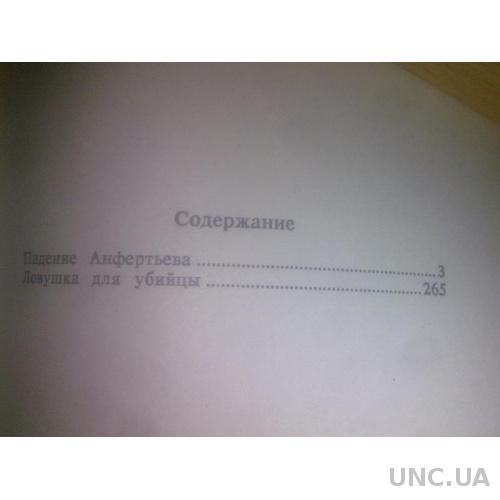 Содержание
Падение Анфертьева ........................................ 3
Ловушка для убийцы ..................................... 265
UNC.UA